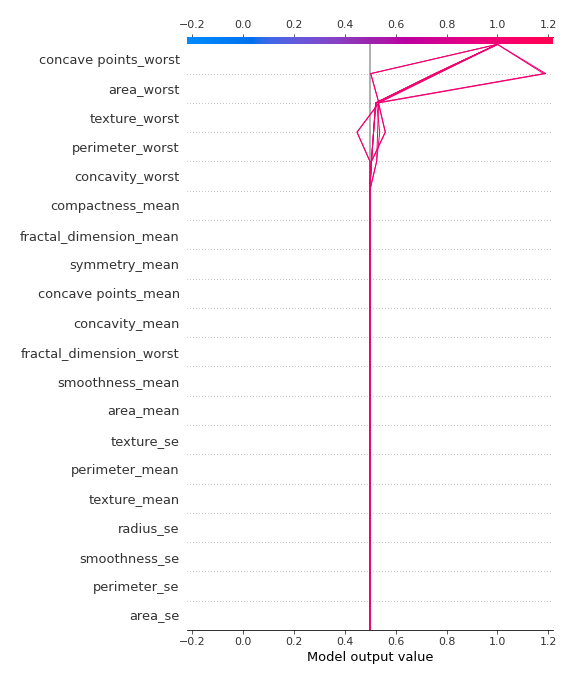 −0.2 0.0 0.2 0.4 0.6 0.8 1.0 1.2
concave points_worst
area_worst
texture_worst
perimeter_worst
concavity_worst
compactness_mean
fractal_dimension_mean
symmetry_mean
concave points_mean
concavity_mean
fractal_dimension_worst
smoothness_mean
area_mean
texture_se
perimeter_mean
texture_mean
radius_se
smoothness_se
perimeter_se
area_se
−0.2 0.0 0.2 0.4 0.6 0.8 1.0 1.2
Model output value